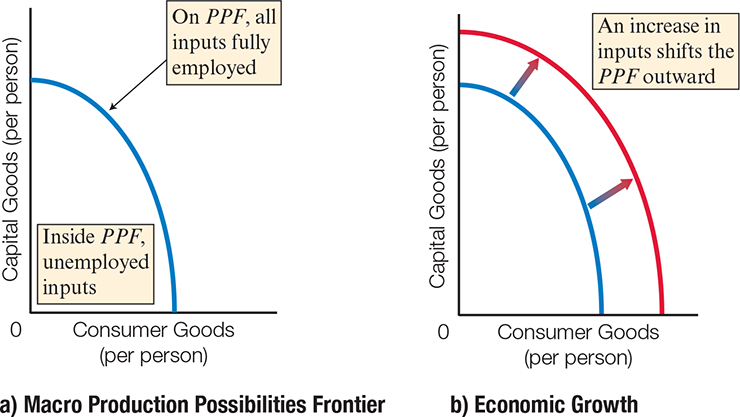 On PPF, all
inputs fully
employed
Capital Goods (per person)
Inside PPF,
unemployed
inputs
0
Consumer Goods
(per person)
a) Macro Production Possibilities Frontier
An increase in
inputs shifts the
PPF outward
Capital Goods (per person)
0
Consumer Goods
(per person)
b) Economic Growth